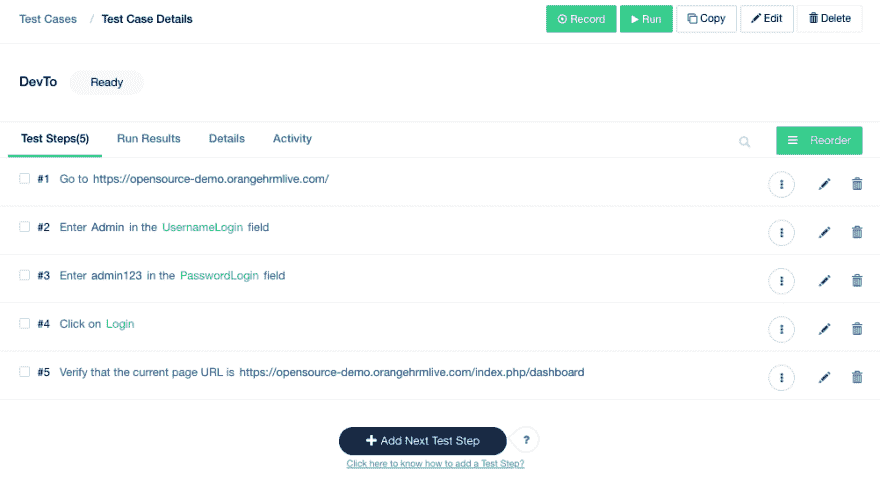 Test Cases / Test Case Details Record Run Copy Edit Delete
DevTo Ready
Test Steps(5) Run Results Details Activity Reorder
#1 Go to https://opensource-demo.orangehrmlive.com/
#2 Enter Admin in the UsernameLogin field
#3 Enter admin123 in the PasswordLogin field
#4 Click on Login
#5 Verify that the current page URL is https://opensource-demo.orangehrmlive.com/index.php/dashboard
+ Add Next Test Step ?
Click here to know how to add a Test Step?